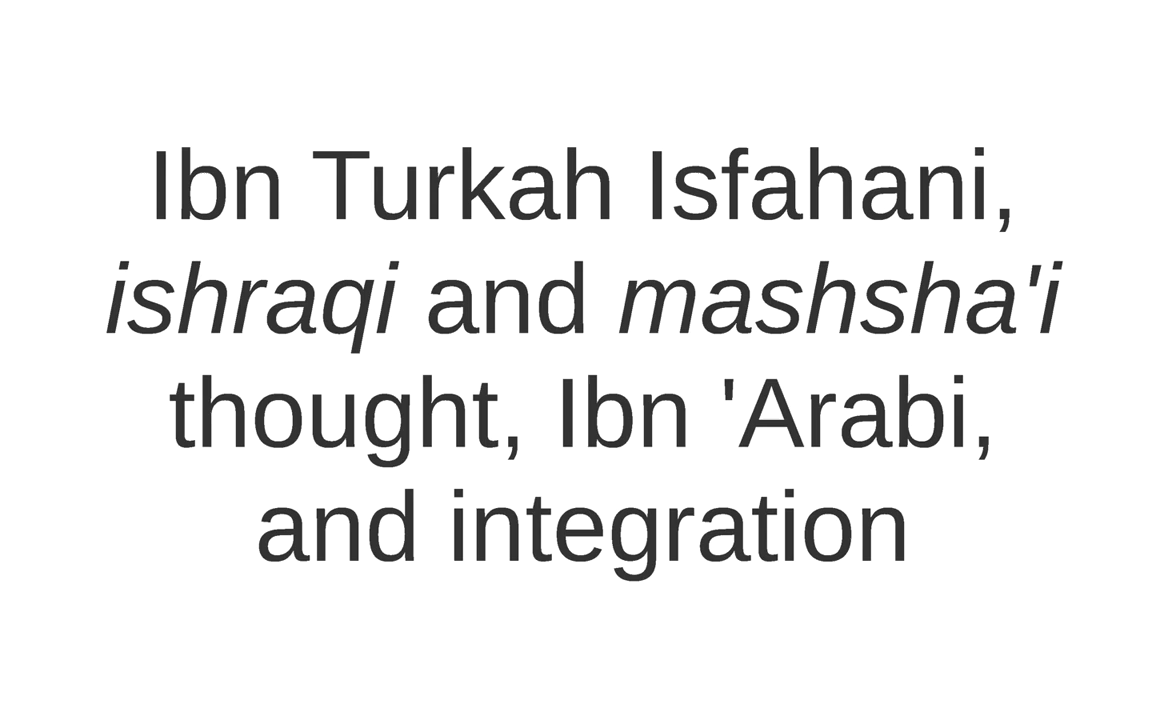 Ibn Turkah Isfahani,
ishraqi and mashsha'i
thought, Ibn 'Arabi,
and integration